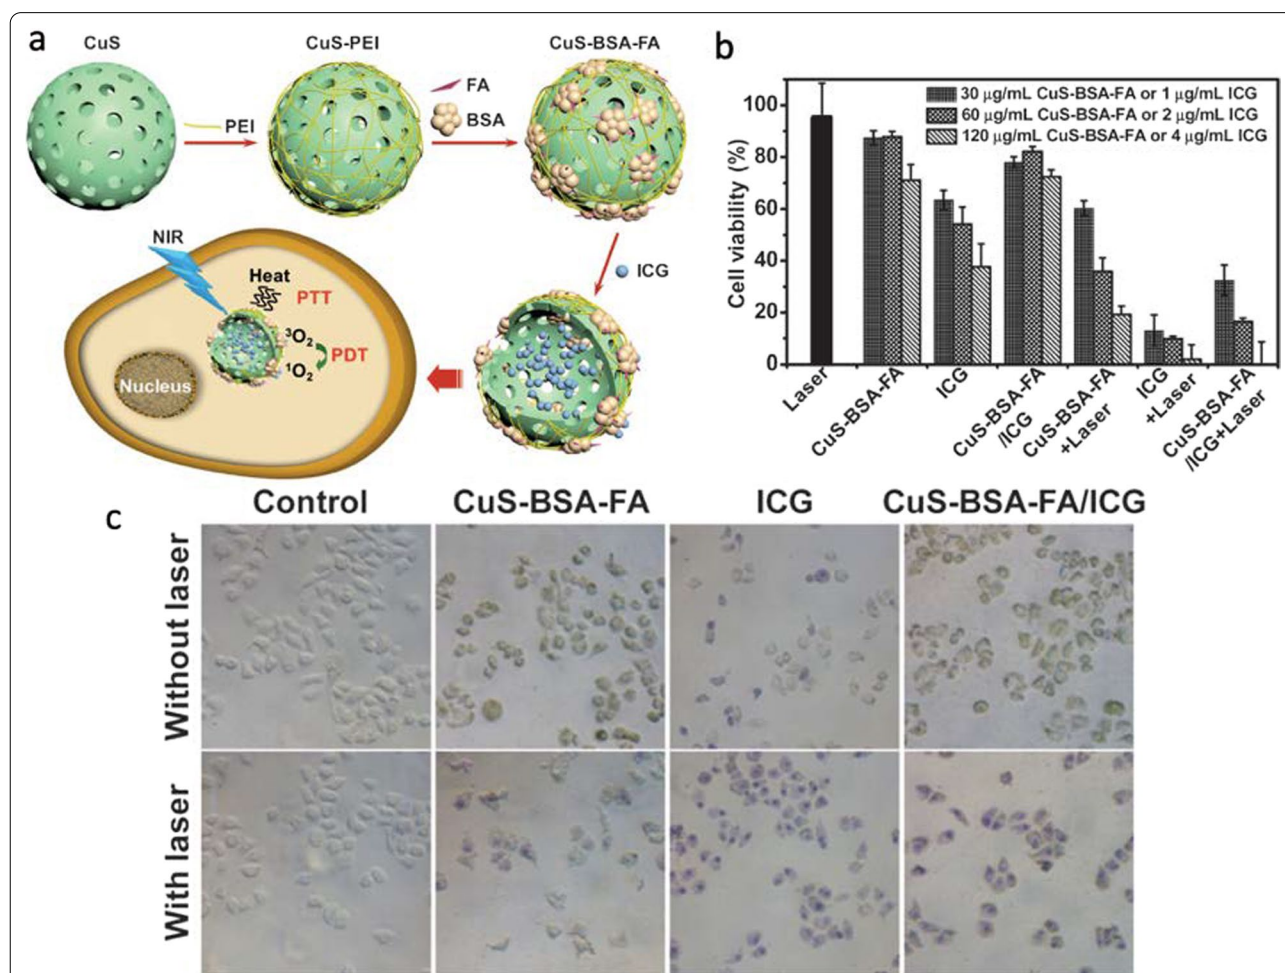 a
CuS
CuS-PEI
CuS-BSA-FA
PEI
FA
BSA
ICG
NIR
Heat
PTT
³O₂
PDT
¹O₂
Nucleus
b
30 μg/mL CuS-BSA-FA or 1 μg/mL ICG
60 μg/mL CuS-BSA-FA or 2 μg/mL ICG
120 μg/mL CuS-BSA-FA or 4 μg/mL ICG
Cell viability (%)
100
80
60
40
20
0
Laser
CuS-BSA-FA
ICG
CuS-BSA-FA
/ICG
CuS-BSA-FA
+Laser
ICG
+Laser
CuS-BSA-FA
/ICG+Laser
c
Control
CuS-BSA-FA
ICG
CuS-BSA-FA/ICG
Without laser
With laser